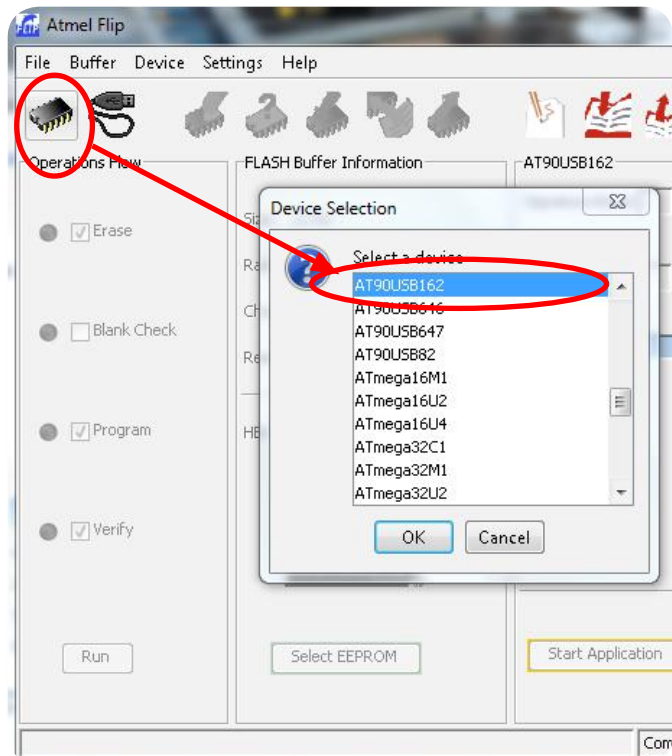 Atmel Flip
File Buffer Device Settings Help
Operations Flow
FLASH Buffer Information
AT90USB162
Erase
Blank Check
Program
Verify
Run
Device Selection
Select a device
AT90USB162
AT90USB646
AT90USB647
AT90USB82
ATmega16M1
ATmega16U2
ATmega16U4
ATmega32C1
ATmega32M1
ATmega32U2
OK Cancel
Select EEPROM
Start Application